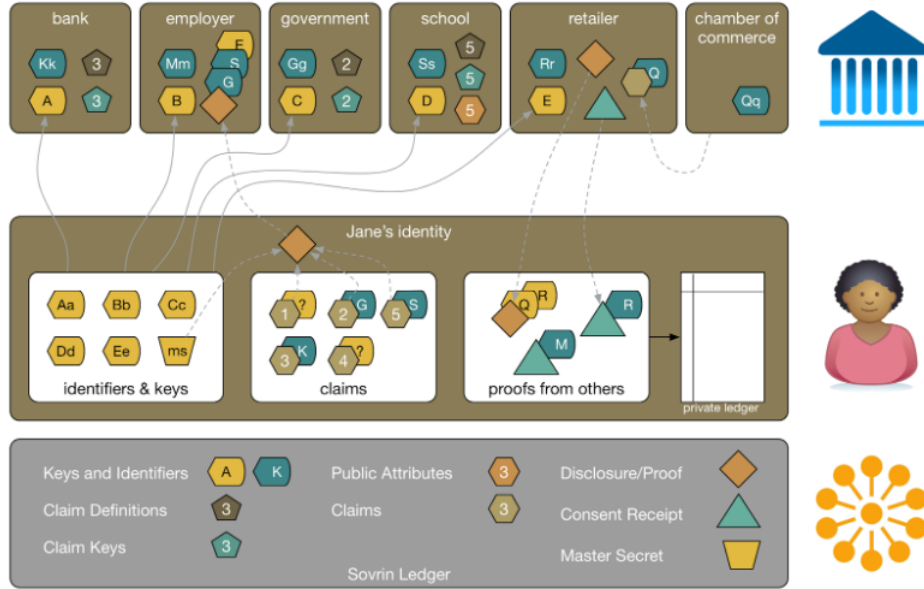 bank
employer
government
school
retailer
chamber of
commerce
Kk
3
Mm
E
S
G
Gg
2
Ss
5
5
5
Rr
Q
A
3
B
C
2
D
E
Qq
Jane's identity
Aa
Bb
Cc
1
?
2
G
5
S
Q
R
R
Dd
Ee
ms
3
K
4
?
M
identifiers & keys
claims
proofs from others
private ledger
Keys and Identifiers
A
K
Public Attributes
3
Disclosure/Proof
Claim Definitions
3
Claims
3
Consent Receipt
Claim Keys
3
Master Secret
Sovrin Ledger